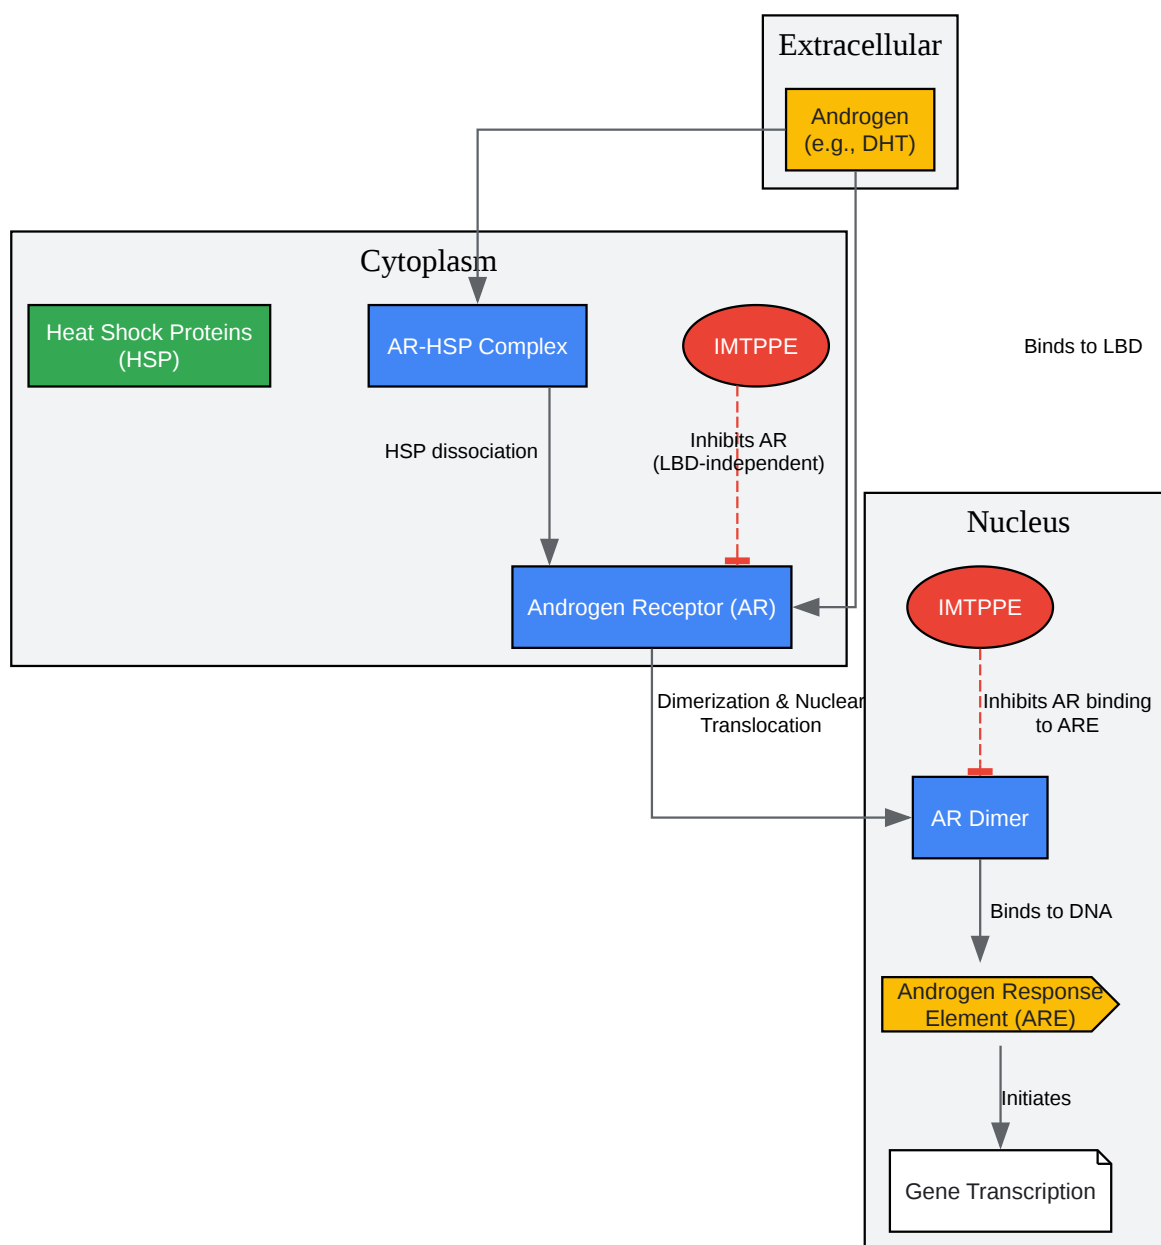 Extracellular
Androgen
(e.g., DHT)
Cytoplasm
Heat Shock Proteins
(HSP)
AR-HSP Complex
IMTPPE
Binds to LBD
HSP dissociation
Inhibits AR
(LBD-independent)
Nucleus
Androgen Receptor (AR)
IMTPPE
Dimerization & Nuclear
Translocation
Inhibits AR binding
to ARE
AR Dimer
Binds to DNA
Androgen Response
Element (ARE)
Initiates
Gene Transcription